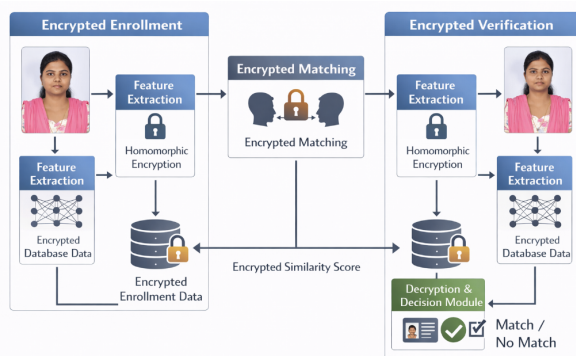 Encrypted Enrollment
Feature
Extraction
Homomorphic
Encryption
Feature
Extraction
Encrypted
Database Data
Encrypted
Enrollment Data
Encrypted Matching
Encrypted Matching
Encrypted Similarity Score
Encrypted Verification
Feature
Extraction
Homomorphic
Encryption
Feature
Extraction
Encrypted
Database Data
Decryption &
Decision Module
Match /
No Match